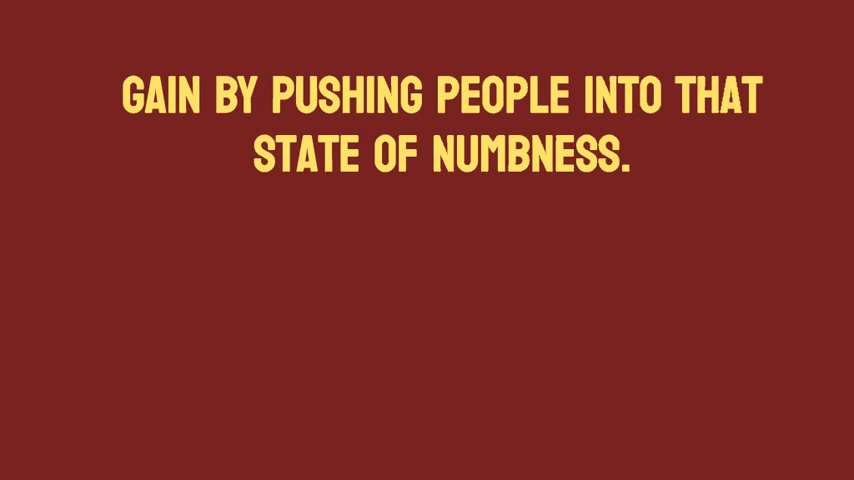 GAIN BY PUSHING PEOPLE INTO THAT
STATE OF NUMBNESS.